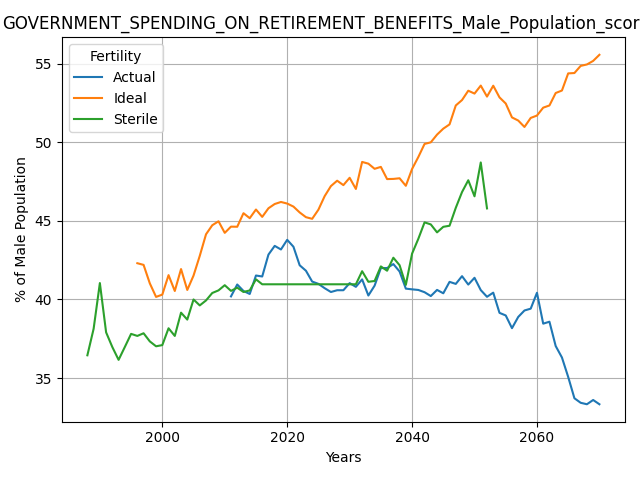 GOVERNMENT_SPENDING_ON_RETIREMENT_BENEFITS_Male_Population_scor
Fertility
Actual
Ideal
Sterile
% of Male Population
55
50
45
40
35
2000
2020
2040
2060
Years